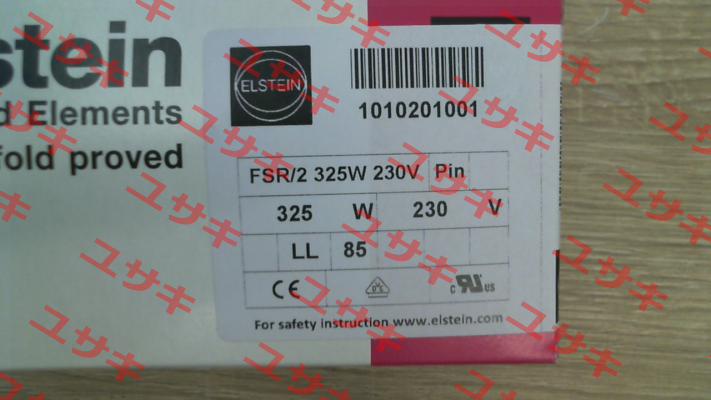 stein
d Elements
fold proved
ELSTEIN
1010201001
FSR/2 325W 230V Pin
325 W 230 V
LL 85
CE
c UR us
For safety instruction www.elstein.com
ユサキ